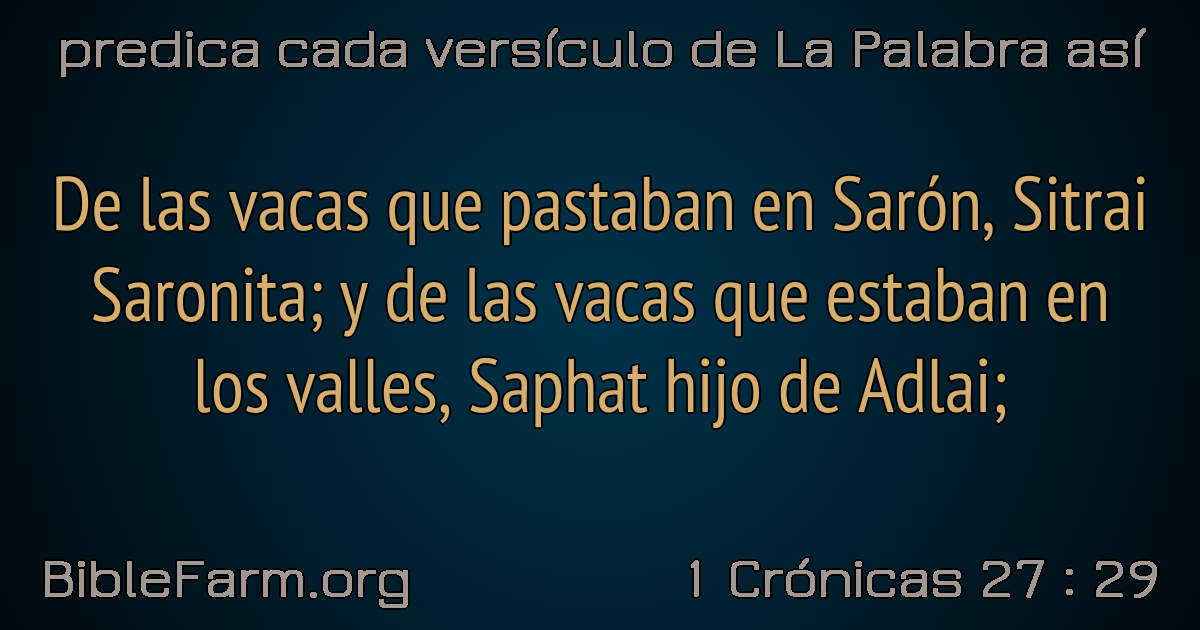 predica cada versículo de La Palabra así
De las vacas que pastaban en Sarón, Sitrai
Saronita; y de las vacas que estaban en
los valles, Saphat hijo de Adlai;
BibleFarm.org
1 Crónicas 27 : 29